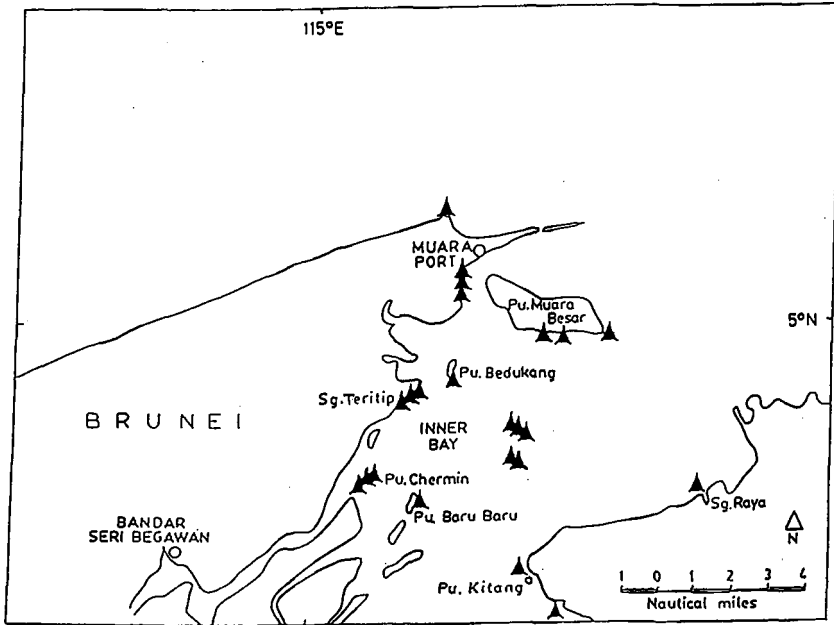 115°E
MUARA
PORT
Pu. Muara
Besar
5°N
Pu. Bedukang
Sg. Teritip
BRUNEI
INNER
BAY
Pu. Chermin
Sg. Raya
Pu. Baru Baru
BANDAR
SERI BEGAWAN
N
Pu. Kitang
1 0 1 2 3 4
Nautical miles